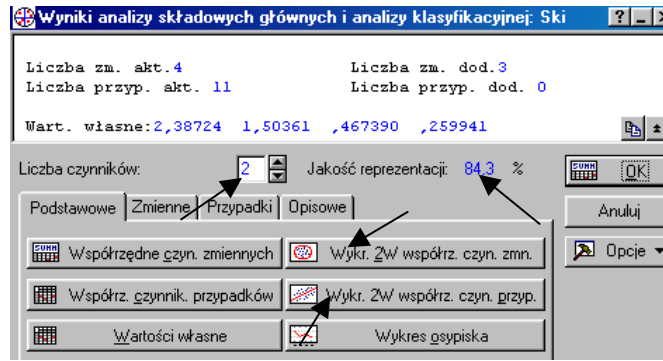 Wyniki analizy składowych głównych i analizy klasyfikacyjnej: Ski
Liczba zm. akt.4 Liczba zm. dod.3
Liczba przyp. akt. 11 Liczba przyp. dod. 0
Wart. własne:2,38724 1,50361 ,467390 ,259941
Liczba czynników: 2 Jakość reprezentacji: 84,3 %
OK
Podstawowe Zmienne Przypadki Opisowe
Anuluj
Współrzędne czyn. zmiennych Wykr. 2W współrz. czyn. zmn.
Opcje
Współrz. czynnik. przypadków Wykr. 2W współrz. czyn. przyp.
Wartości własne Wykres osypiska